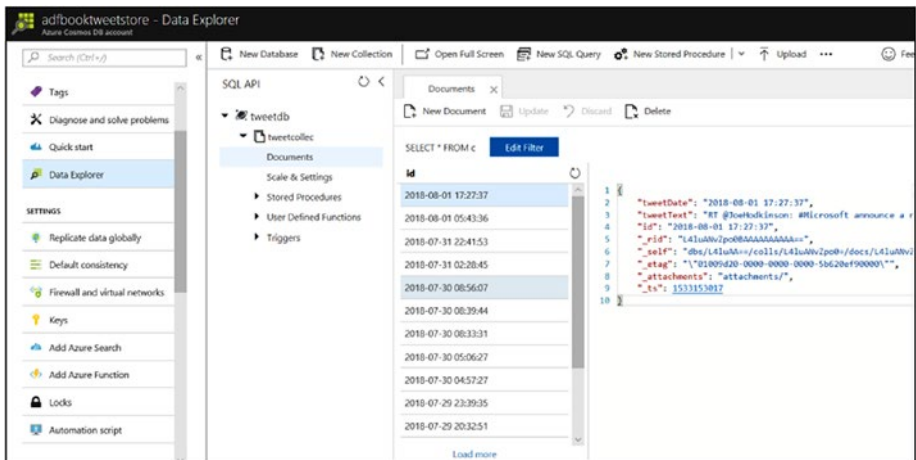 adfbooktweetstore - Data Explorer
Azure Cosmos DB account
Search (Ctrl+/)
Tags
Diagnose and solve problems
Quick start
Data Explorer
SETTINGS
Replicate data globally
Default consistency
Firewall and virtual networks
Keys
Add Azure Search
Add Azure Function
Locks
Automation script
New Database
New Collection
Open Full Screen
New SQL Query
New Stored Procedure
Upload
...
Fee
SQL API
tweetdb
tweetcollec
Documents
Scale & Settings
Stored Procedures
User Defined Functions
Triggers
Documents
New Document
Update
Discard
Delete
SELECT * FROM c
Edit Filter
id
2018-08-01 17:27:37
2018-08-01 05:43:36
2018-07-31 22:41:53
2018-07-31 02:28:45
2018-07-30 08:56:07
2018-07-30 08:39:44
2018-07-30 08:33:31
2018-07-30 05:06:27
2018-07-30 04:57:27
2018-07-29 23:39:35
2018-07-29 20:32:51
Load more
1 {
2 "tweetDate": "2018-08-01 17:27:37",
3 "tweetText": "RT @JoeHodkinson: #Microsoft announce a
4 "id": "2018-08-01 17:27:37",
5 "_rid":
6 "_self":
7 "_etag": "\"01009d20-0000-0000-0000-5b620ef90000\"",
8 "_attachments": "attachments/",
9 "_ts": 1533153017
10 }